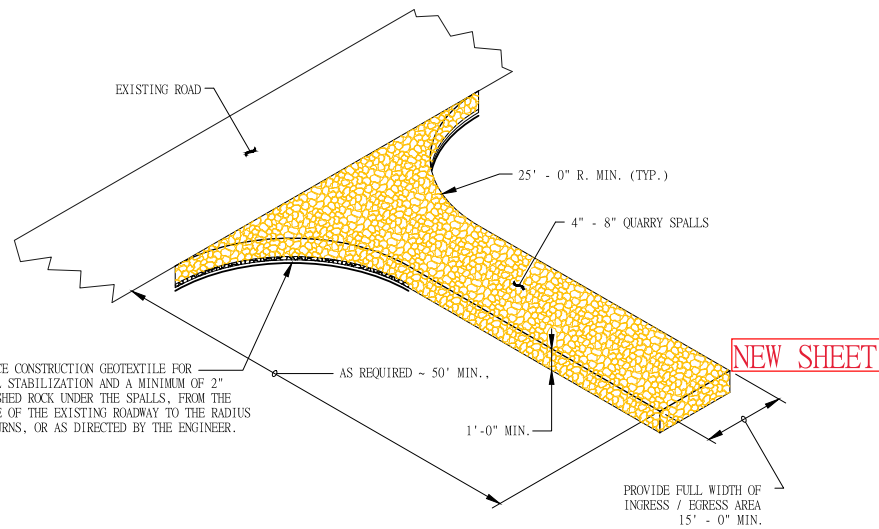 EXISTING ROAD
25' - 0" R. MIN. (TYP.)
4" - 8" QUARRY SPALLS
NEW SHEET
CONSTRUCTION GEOTEXTILE FOR
STABILIZATION AND A MINIMUM OF 2"
ROCK UNDER THE SPALLS, FROM THE
OF THE EXISTING ROADWAY TO THE RADIUS
OR AS DIRECTED BY THE ENGINEER.
AS REQUIRED ~ 50' MIN.,
1'-0" MIN.
PROVIDE FULL WIDTH OF
INGRESS / EGRESS AREA
15' - 0" MIN.